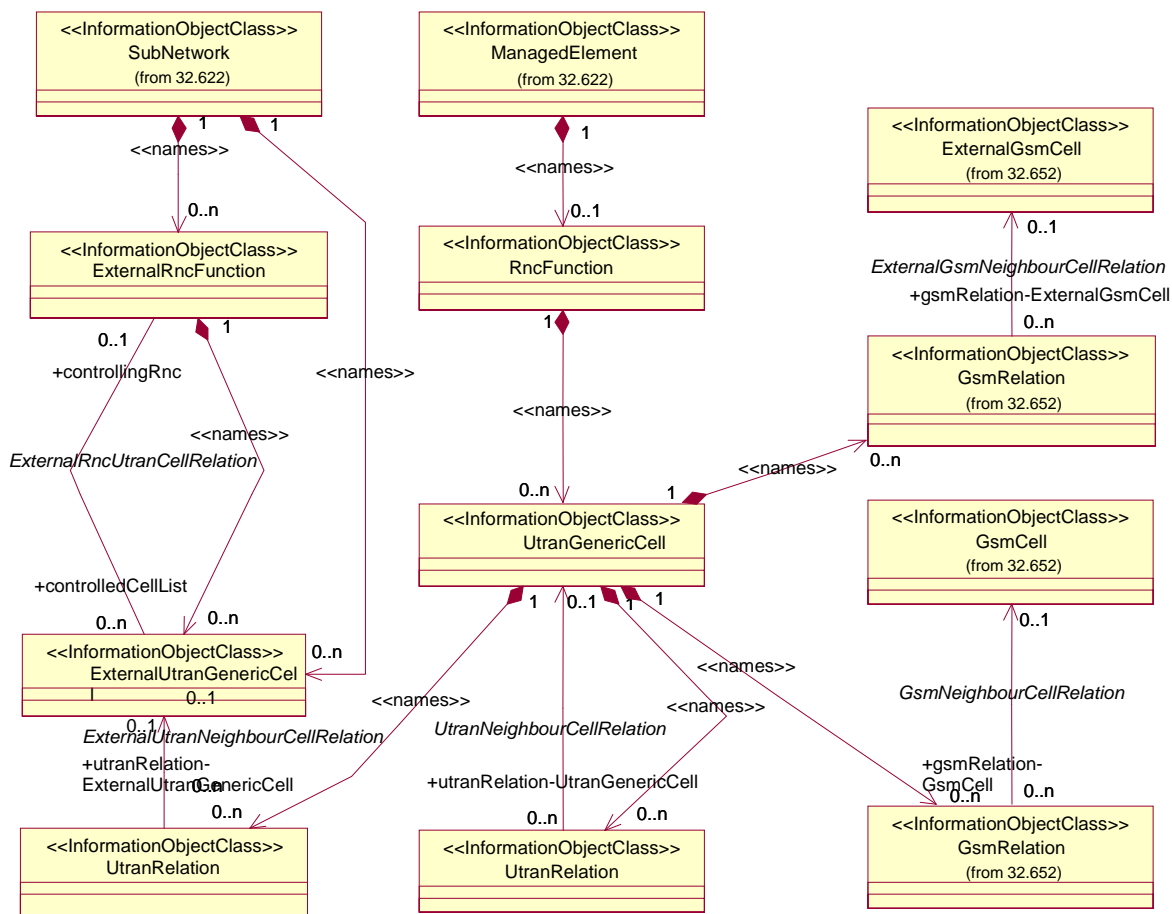 <<InformationObjectClass>>
SubNetwork
(from 32.622)
<<InformationObjectClass>>
ManagedElement
(from 32.622)
1
1
<<names>>
1
<<names>>
<<InformationObjectClass>>
ExternalGsmCell
(from 32.652)
0..n
0..1
0..1
<<InformationObjectClass>>
ExternalRncFunction
<<InformationObjectClass>>
RncFunction
ExternalGsmNeighbourCellRelation
+gsmRelation-ExternalGsmCell
0..n
0..1
1
1
+controllingRnc
<<names>>
<<InformationObjectClass>>
GsmRelation
(from 32.652)
<<names>>
<<names>>
ExternalRncUtranCellRelation
<<names>>
0..n
0..n
1
<<InformationObjectClass>>
UtranGenericCell
<<InformationObjectClass>>
GsmCell
(from 32.652)
+controlledCellList
0..n
0..n
1
0..1
1
1
0..1
<<InformationObjectClass>>
ExternalUtranGenericCel
l
0..n
0..1
0..1
<<names>>
<<names>>
<<names>>
GsmNeighbourCellRelation
ExternalUtranNeighbourCellRelation
UtranNeighbourCellRelation
+utranRelation-
ExternalUtranGenericCell
0..n
+utranRelation-UtranGenericCell
+gsmRelation-
GsmCell
0..n
0..n
0..n
0..n
0..n
<<InformationObjectClass>>
UtranRelation
<<InformationObjectClass>>
UtranRelation
<<InformationObjectClass>>
GsmRelation
(from 32.652)